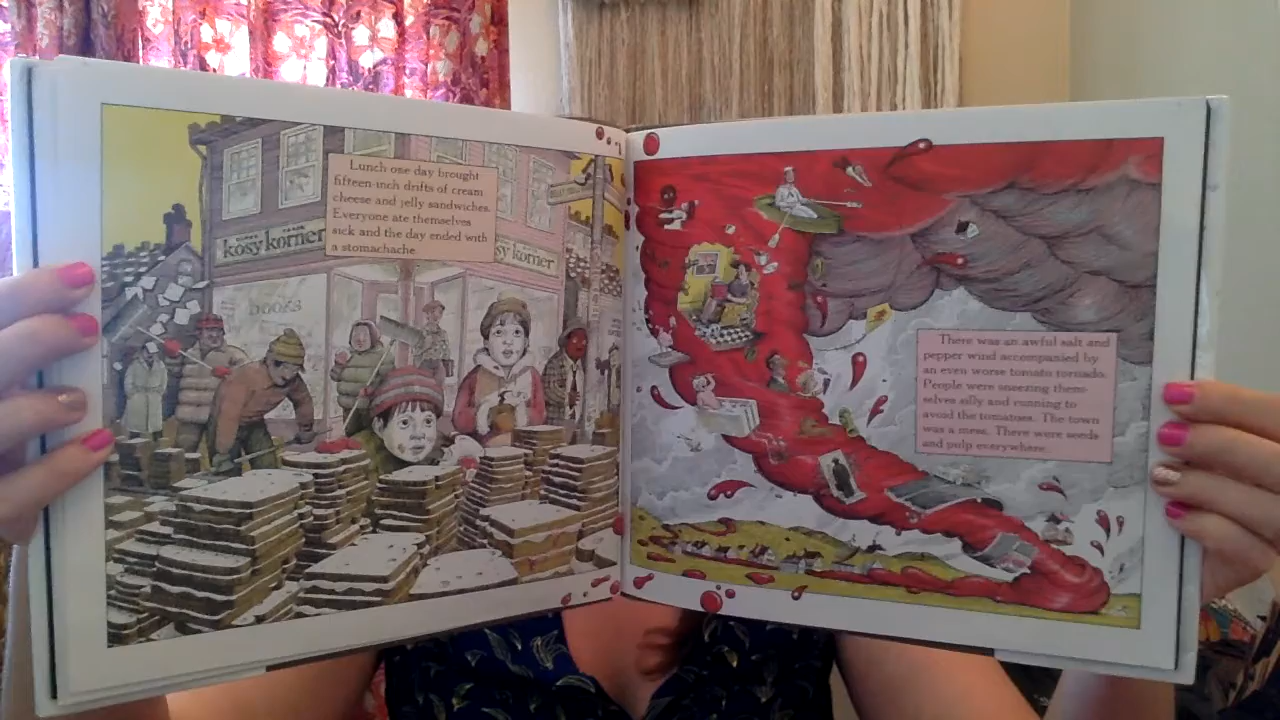 Lunch one day brought
fifteen-inch drifts of cream
cheese and jelly sandwiches.
Everyone ate themselves
sick and the day ended with
a stomachache.
kosy korner
sy korner
books
There was an awful salt and
pepper wind accompanied by
an even worse tomato tornado.
People were sneezing them-
selves silly and running to
avoid the tomatoes. The town
was a mess. There were seeds
and pulp everywhere.